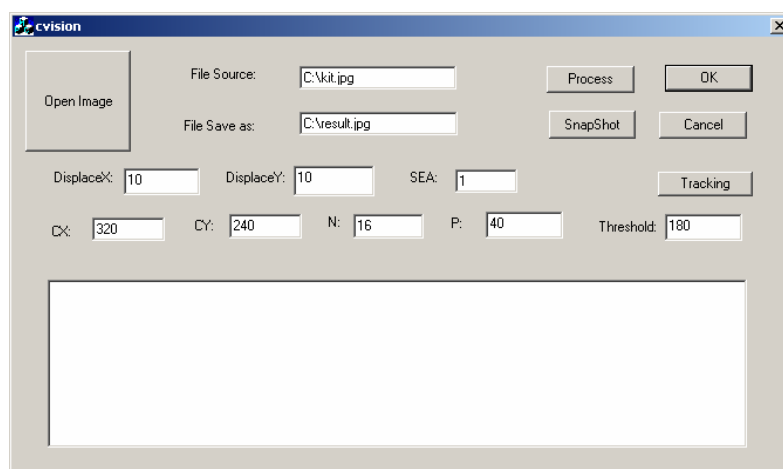 cvision
Open Image
File Source: C:\kit.jpg Process OK
File Save as: C:\result.jpg SnapShot Cancel
DisplaceX: 10 DisplaceY: 10 SEA: 1 Tracking
CX: 320 CY: 240 N: 16 P: 40 Threshold: 180